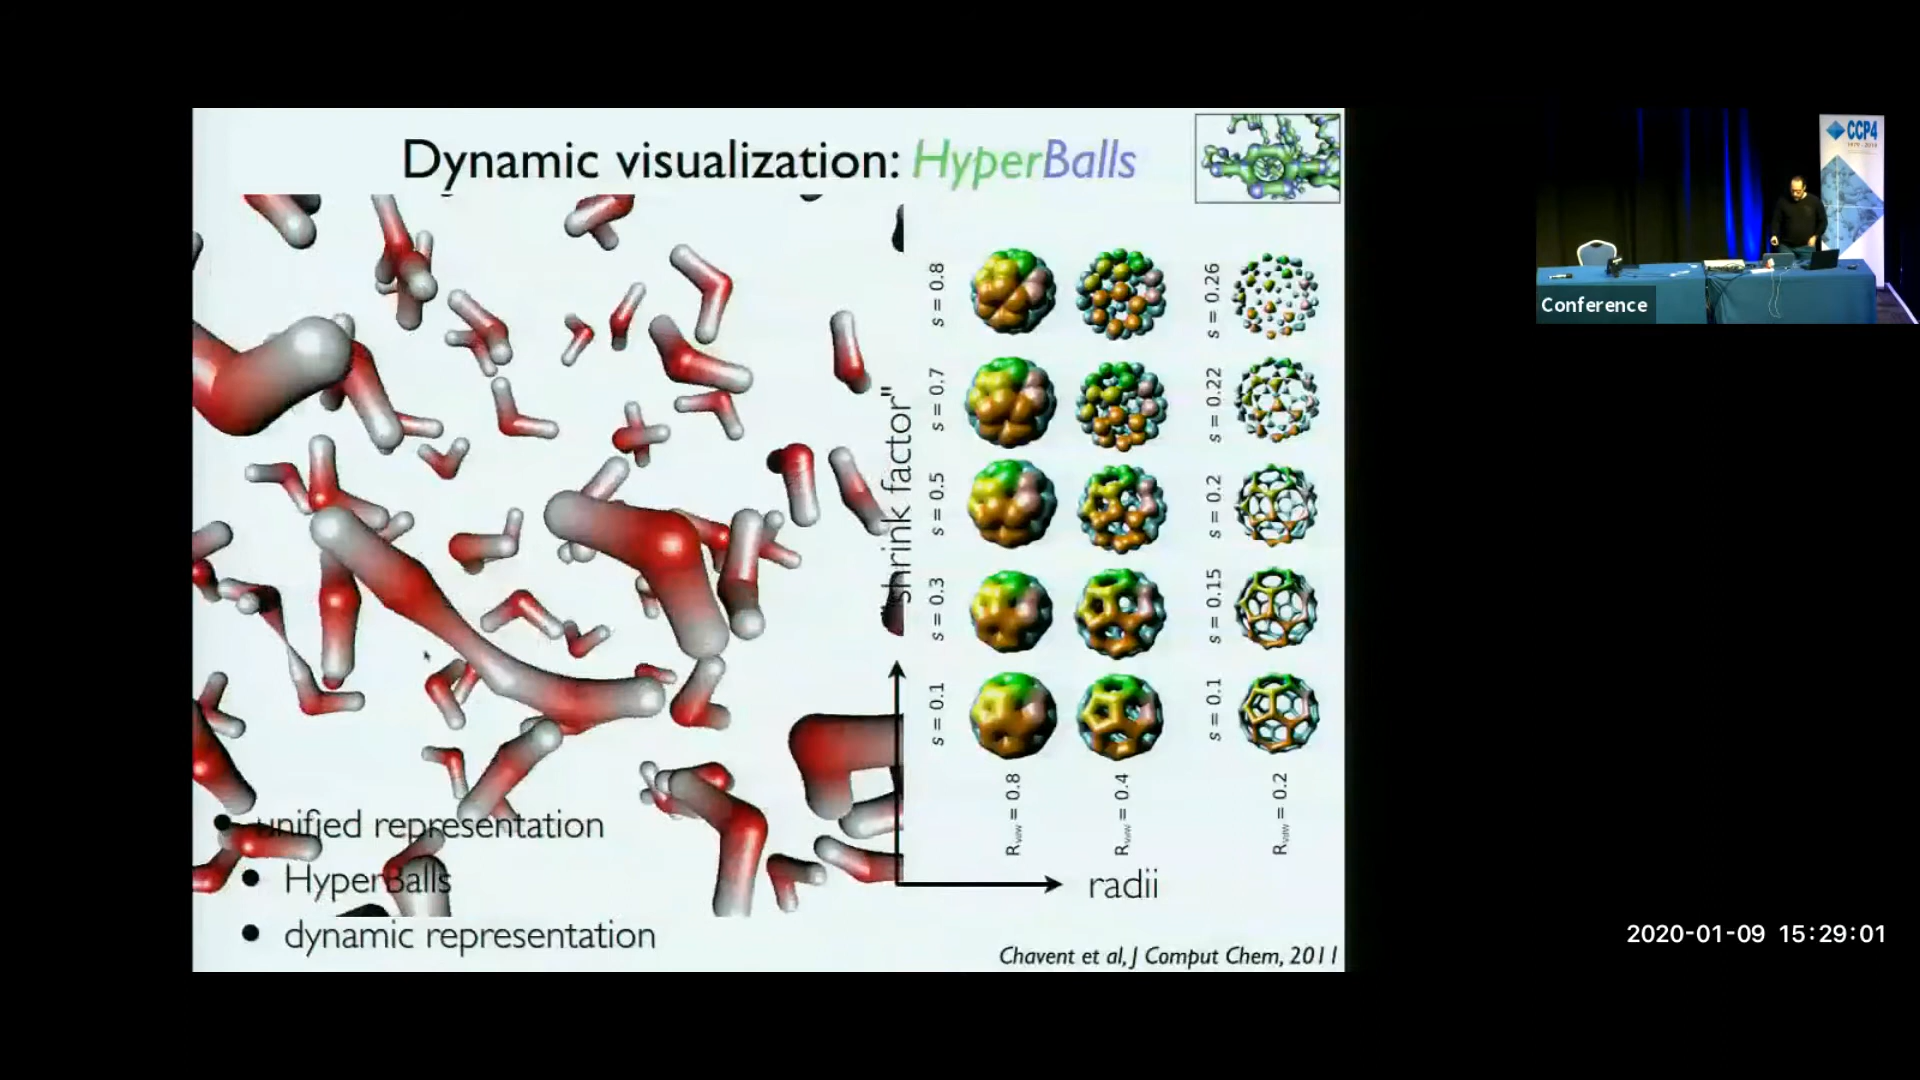 Dynamic visualization: HyperBalls
"shrink factor"
s = 0.8
s = 0.7
s = 0.5
s = 0.3
s = 0.1
s = 0.26
s = 0.22
s = 0.2
s = 0.15
s = 0.1
R = 0.8
R = 0.4
R = 0.2
radii
• unified representation
• HyperBalls
• dynamic representation
Chavent et al, J Comput Chem, 2011
CCP4
Conference
2020-01-09 15:29:01